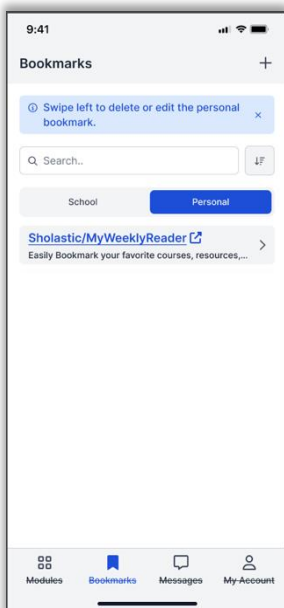 9:41
Bookmarks
Swipe left to delete or edit the personal
bookmark.
Search..
School Personal
Sholastic/MyWeeklyReader
Easily Bookmark your favorite courses, resources,...
Modules Bookmarks Messages My Account